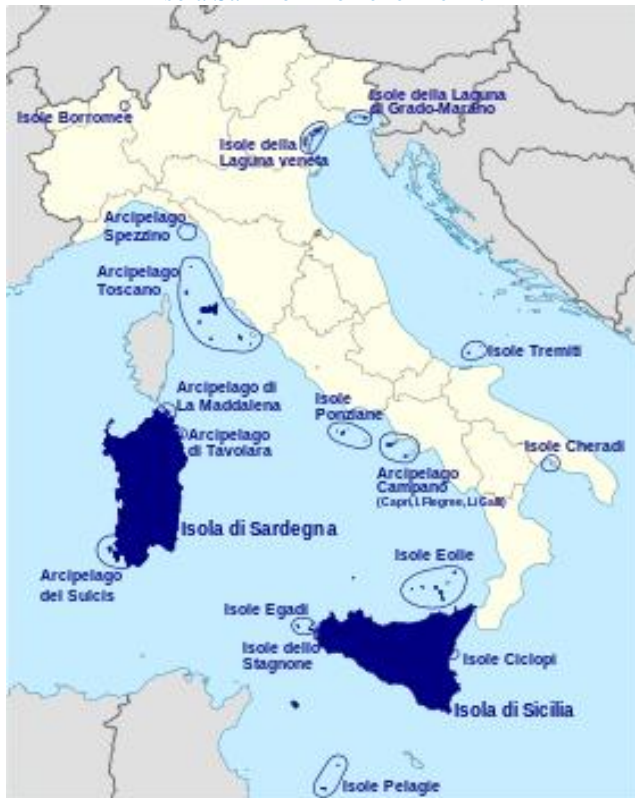 Isole della Laguna
di Grado-Marano
Isole Borromee
Isole della
Laguna veneta
Arcipelago
Spezzino
Arcipelago
Toscano
Isole Tremiti
Arcipelago di
La Maddalena
Isole
Ponziane
Arcipelago
di Tavolara
Isole Cheradi
Arcipelago
Campano
(Capri, I.Flegree, Li Galli)
Isola di Sardegna
Isole Eolie
Arcipelago
del Sulcis
Isole Egadi
Isole dello
Stagnone
Isole Ciclopi
Isola di Sicilia
Isole Pelagie